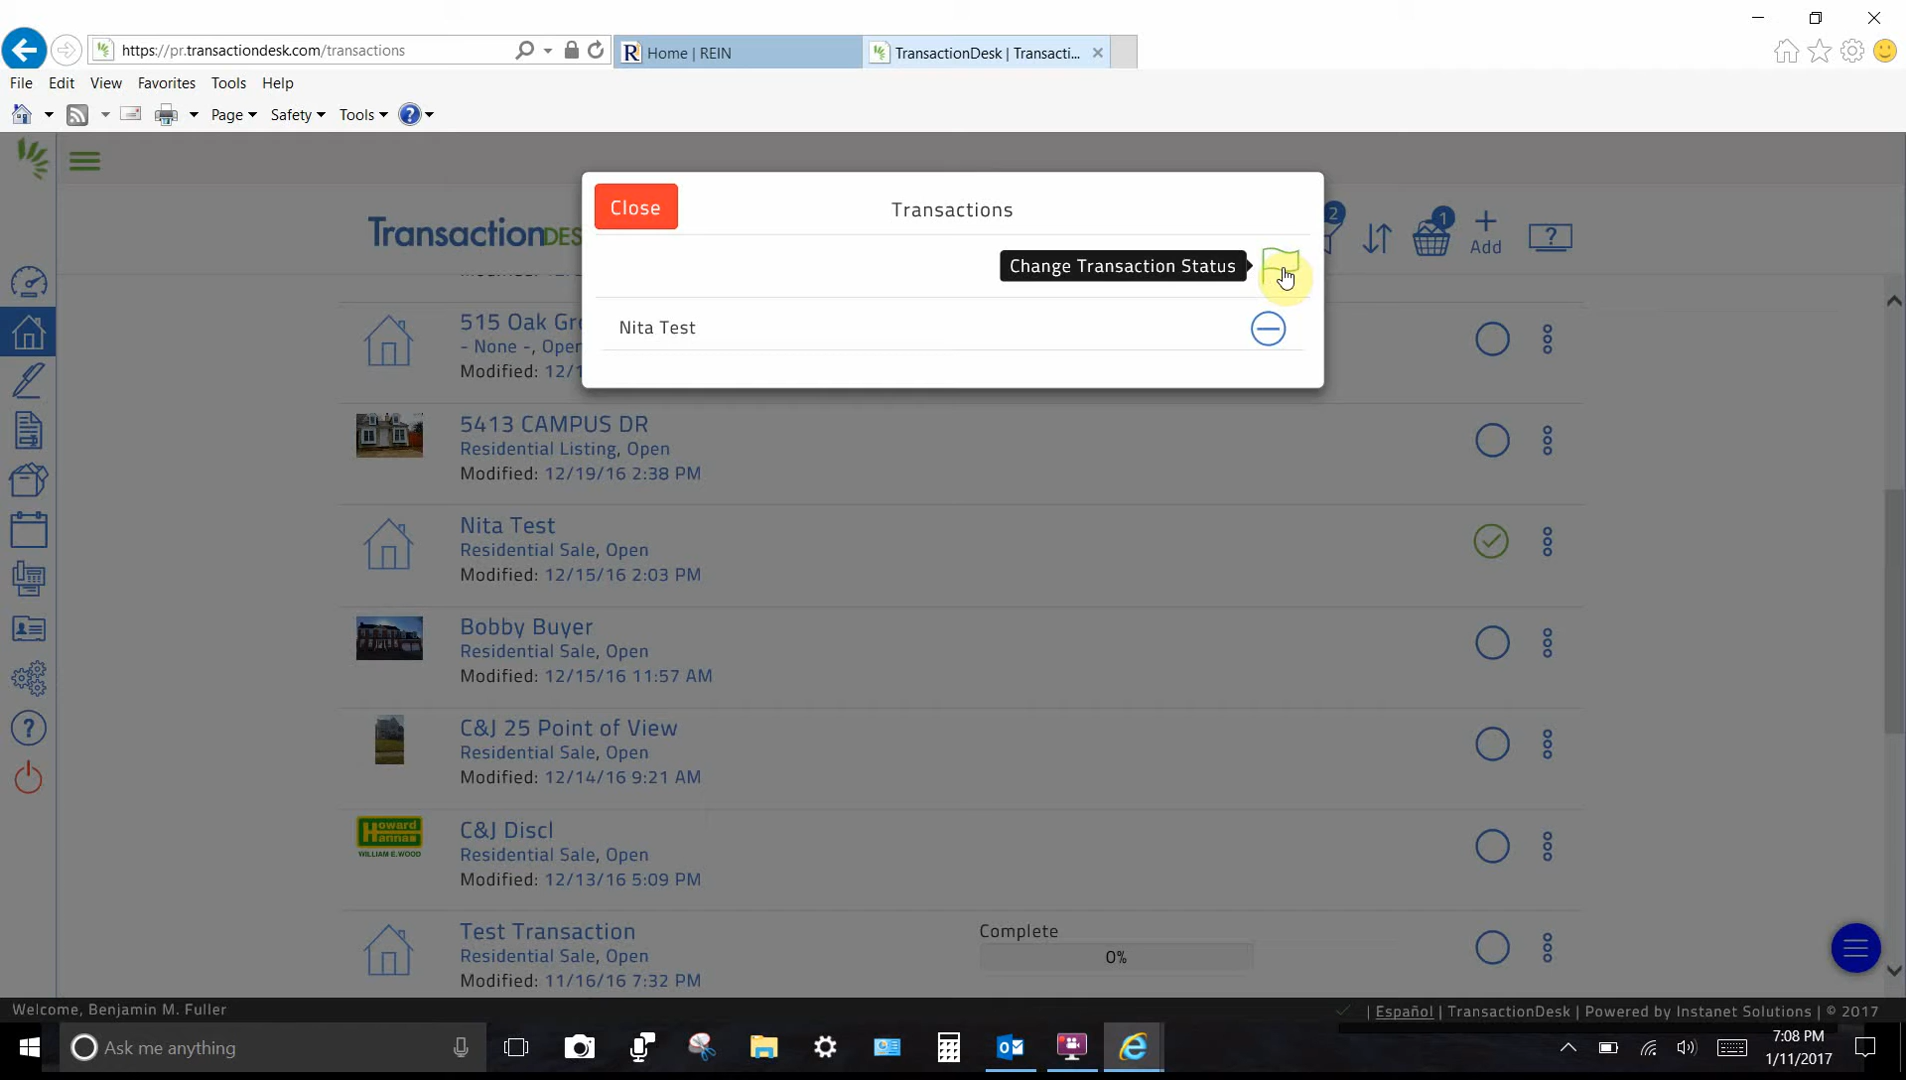 https://pr.transactiondesk.com/transactions
Home | REIN
TransactionDesk | Transacti...
File Edit View Favorites Tools Help
Page Safety Tools
Close
Transactions
TransactionDES
2
1
Add
?
Change Transaction Status
Nita Test
515 Oak Gr
- None -, Open
Modified: 12/1
5413 CAMPUS DR
Residential Listing, Open
Modified: 12/19/16 2:38 PM
Nita Test
Residential Sale, Open
Modified: 12/15/16 2:03 PM
Bobby Buyer
Residential Sale, Open
Modified: 12/15/16 11:57 AM
C&J 25 Point of View
Residential Sale, Open
Modified: 12/14/16 9:21 AM
Howard
Hanna
WILLIAM E. WOOD
C&J Discl
Residential Sale, Open
Modified: 12/13/16 5:09 PM
Test Transaction
Residential Sale, Open
Modified: 11/16/16 7:32 PM
Complete
0%
Welcome, Benjamin M. Fuller
| Español | TransactionDesk | Powered by Instanet Solutions | © 2017
Ask me anything
7:08 PM
1/11/2017